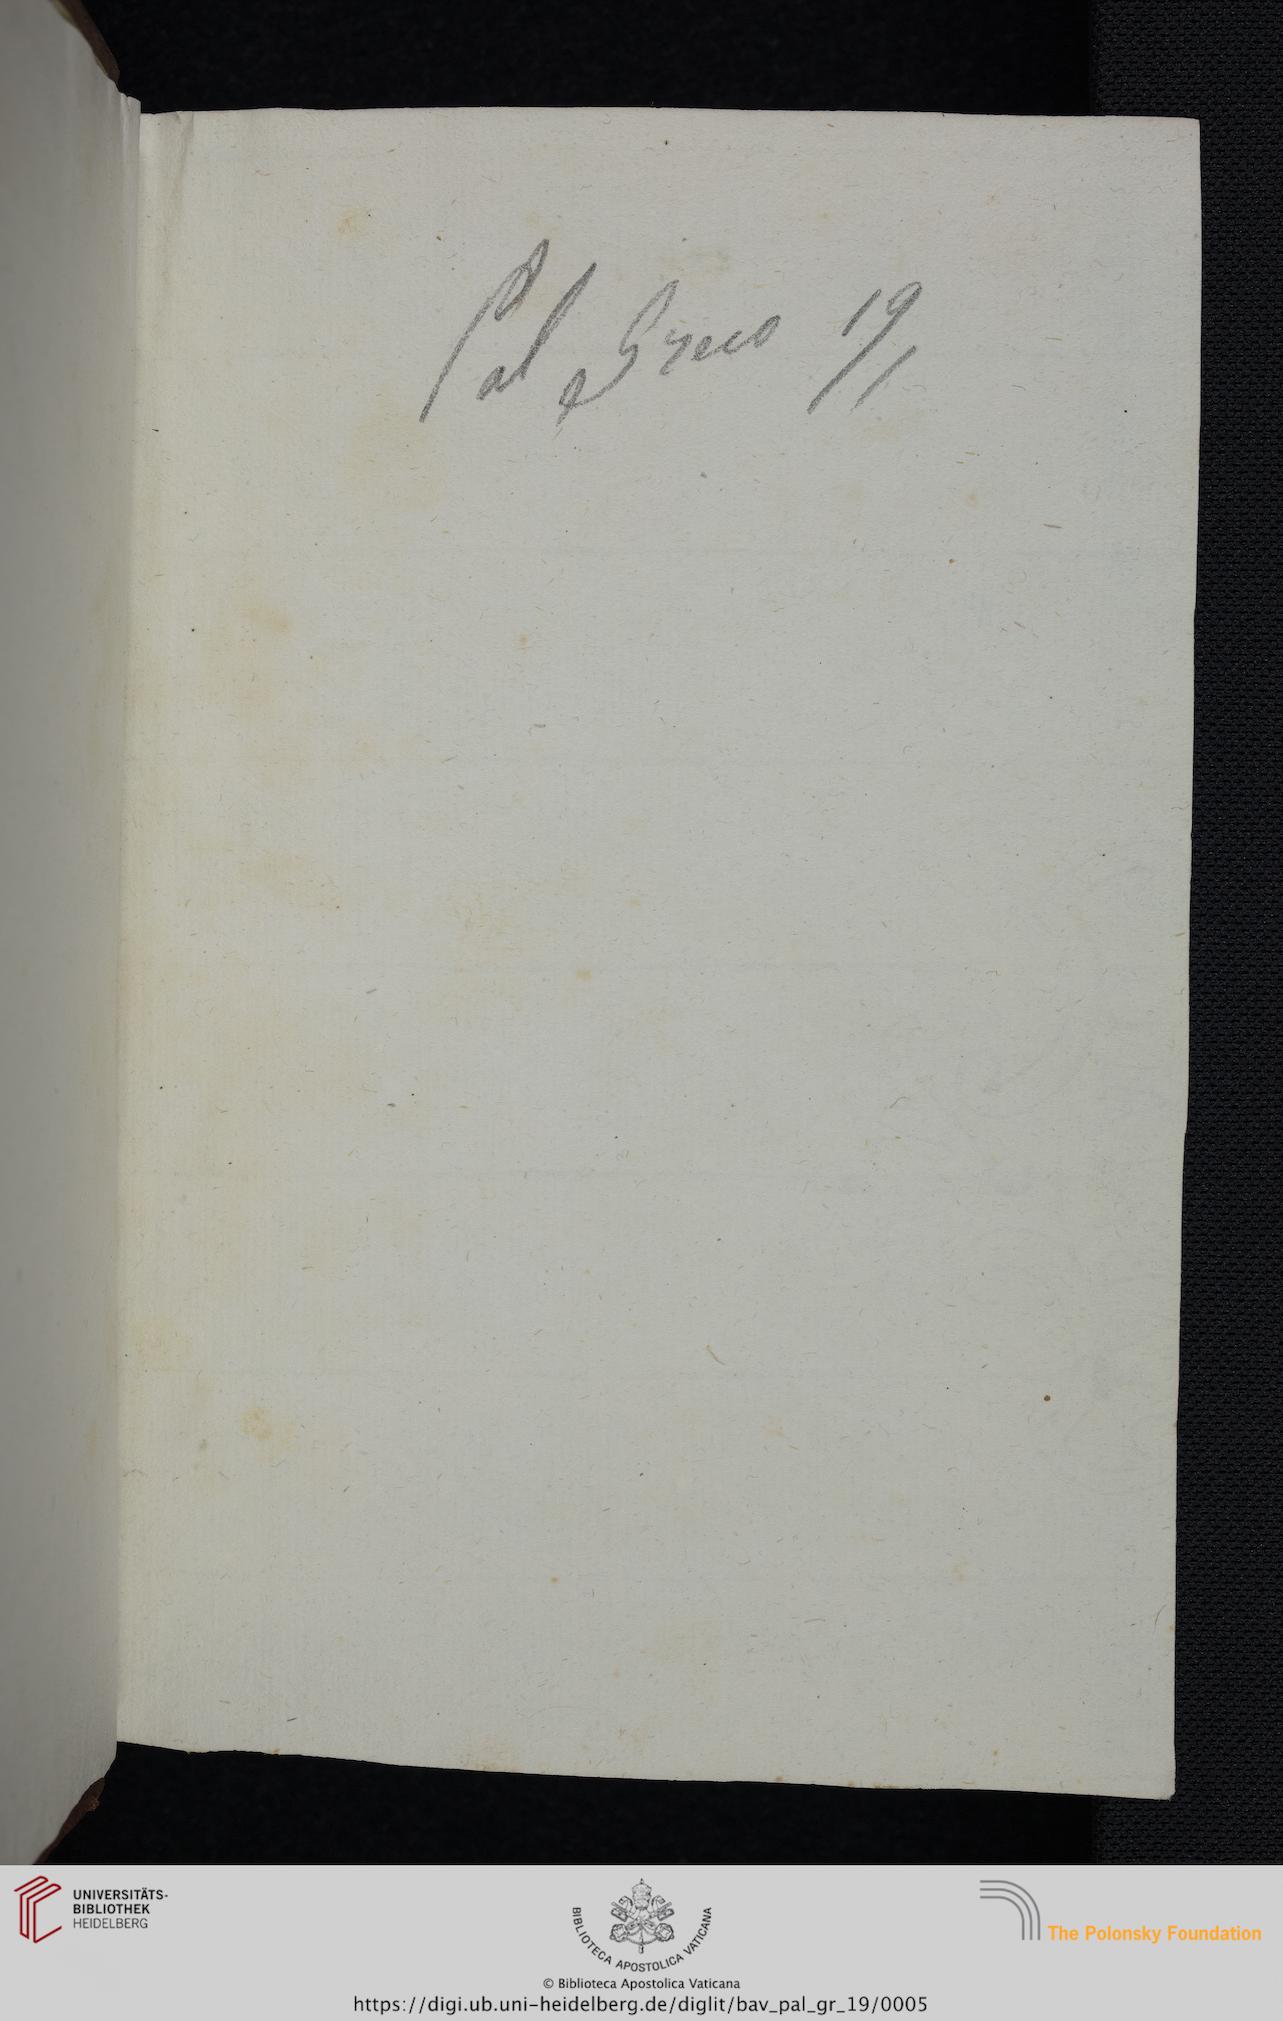 Pal Greco 19
UNIVERSITÄTS-
BIBLIOTHEK
HEIDELBERG
BIBLIOTECA APOSTOLICA VATICANA
© Biblioteca Apostolica Vaticana
The Polonsky Foundation
https://digi.ub.uni-heidelberg.de/diglit/bav_pal_gr_19/0005